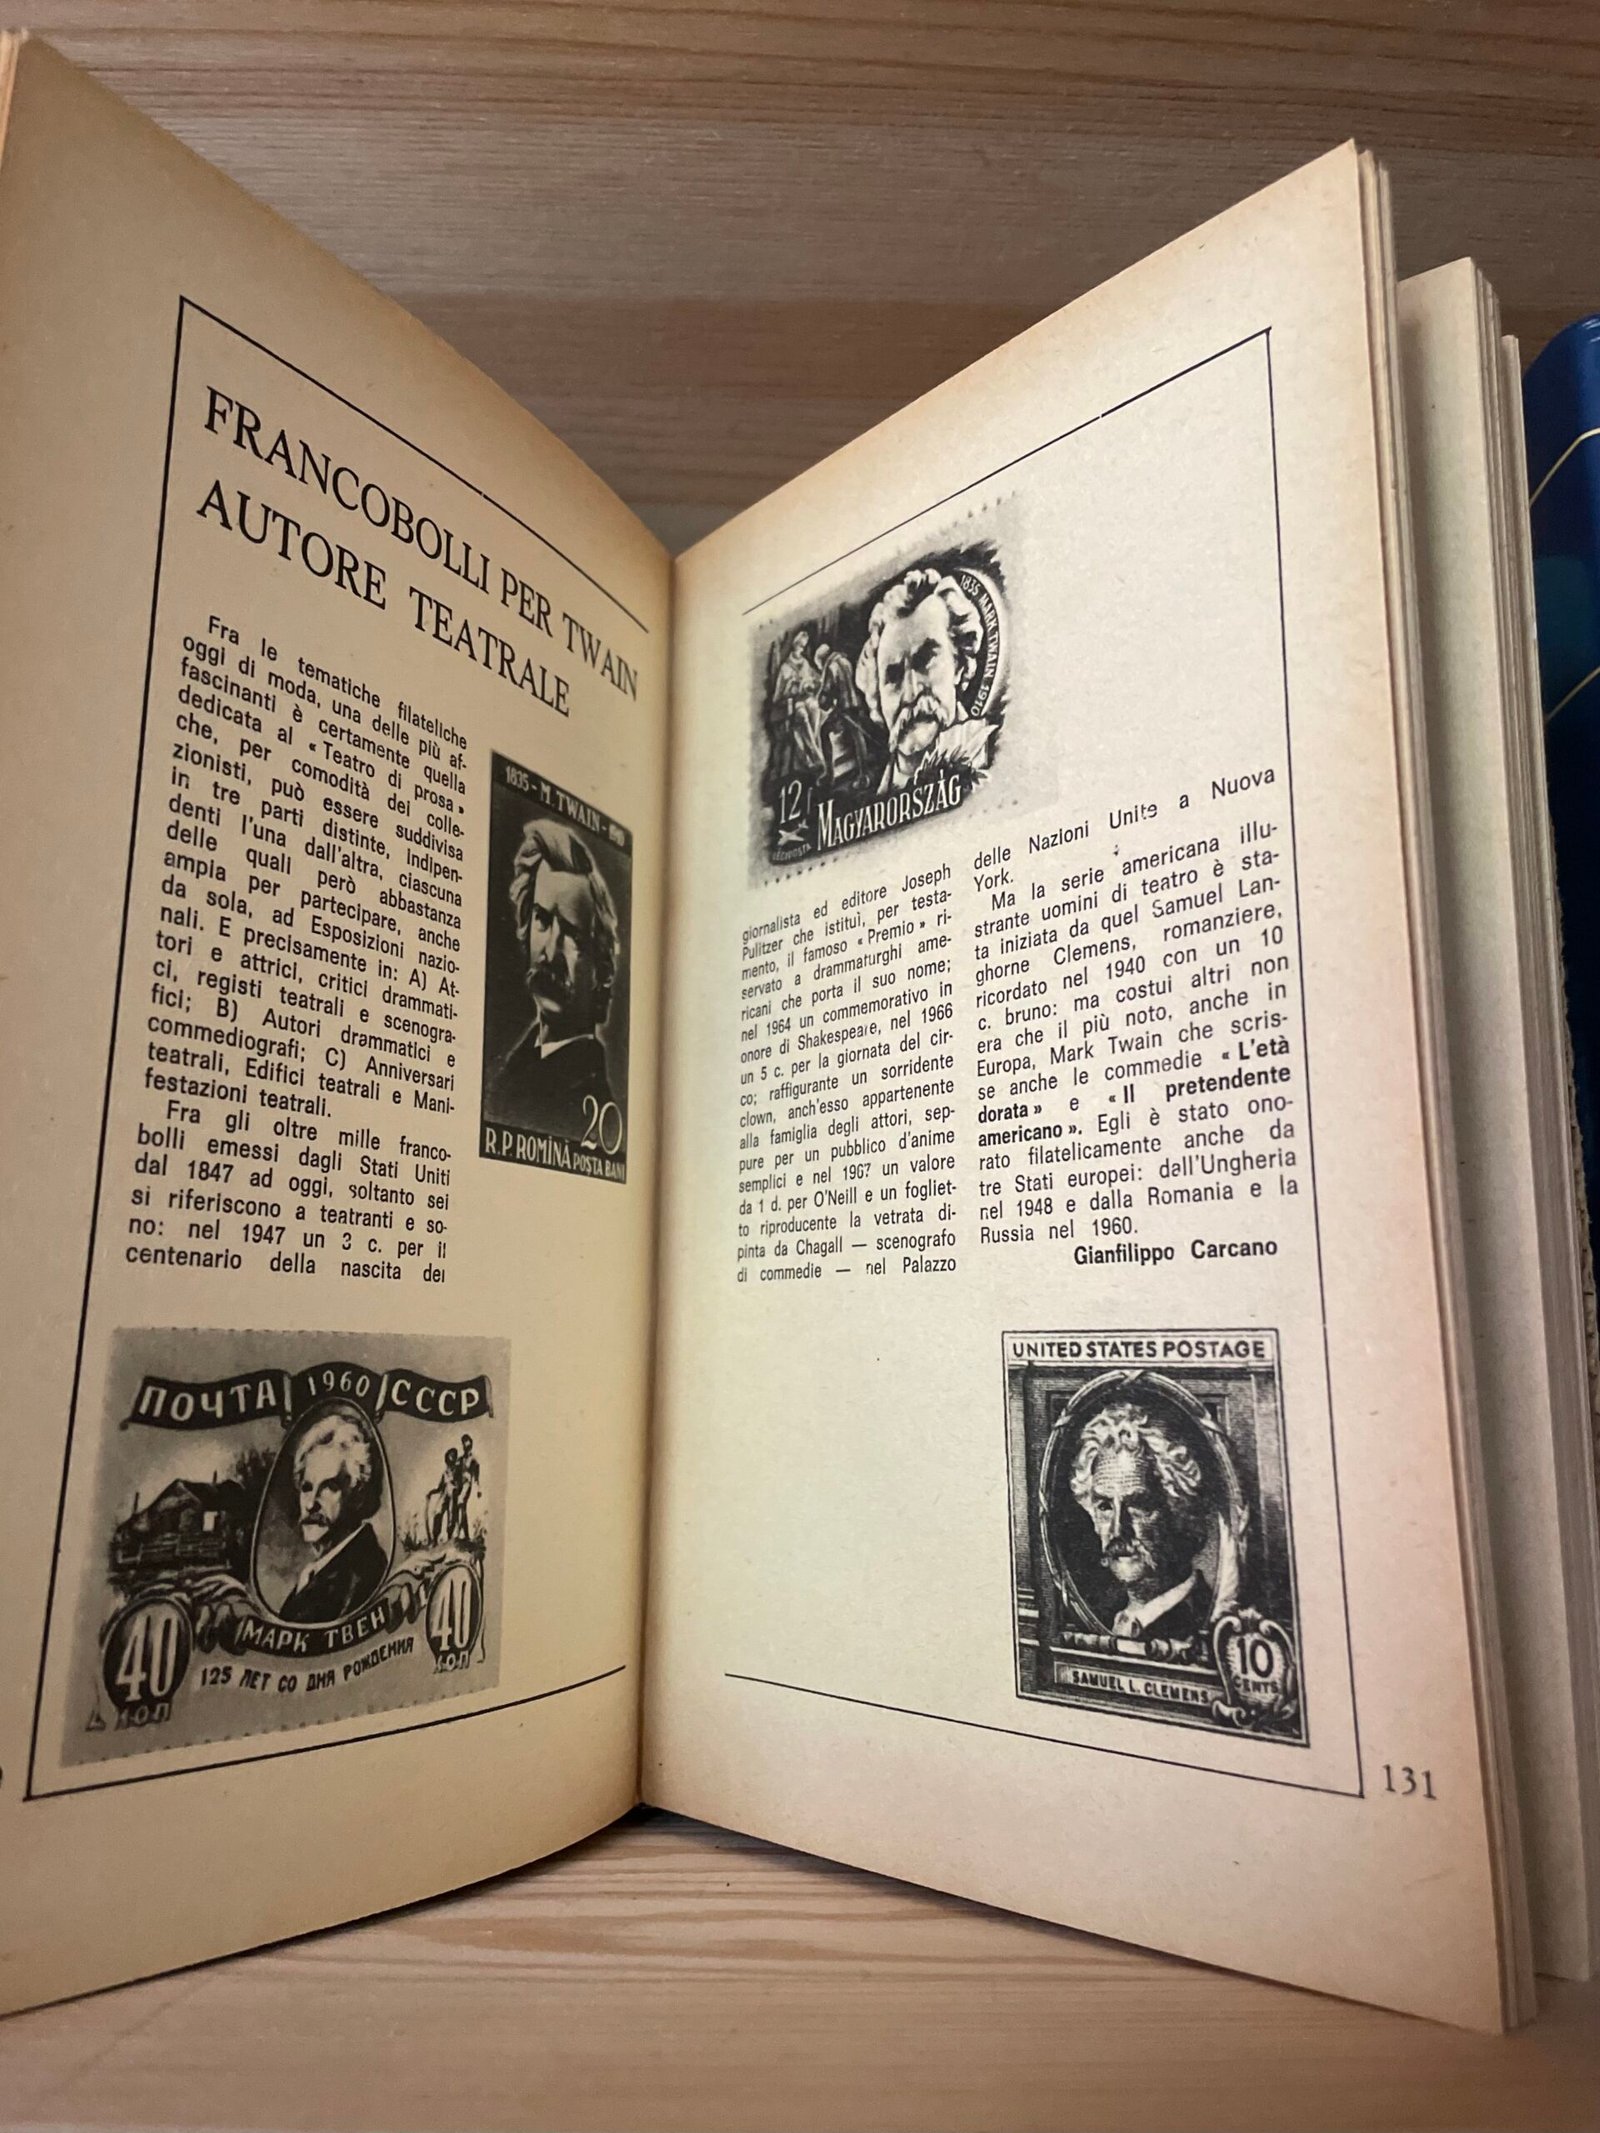 FRANCOBOLLI PER TWAIN
AUTORE TEATRALE
Fra le tematiche filateliche
oggi di moda, una delle più af-
fascinanti è certamente quella
dedicata al « Teatro di prosa »
che, per comodità dei colle-
zionisti, può essere suddivisa
in tre parti distinte, indipen-
denti l'una dall'altra, ciascuna
delle quali però abbastanza
ampia per partecipare, anche
da sola, ad Esposizioni nazio-
nali. E precisamente in: A) At-
tori e attrici, critici drammati-
ci, registi teatrali e scenogra-
fici; B) Autori drammatici e
commediografi; C) Anniversari
teatrali, Edifici teatrali e Mani-
festazioni teatrali.
Fra gli oltre mille franco-
bolli emessi dagli Stati Uniti
dal 1847 ad oggi, soltanto sei
si riferiscono a teatranti e so-
no: nel 1947 un 3 c. per il
centenario della nascita del
1835 - M. TWAIN - 1910
20
R.P. ROMÎNĂ POSTA BANI
ПОЧТА 1960 СССР
МАРК ТВЕН
40 КОП
40 КОП
125 ЛЕТ СО ДНЯ РОЖДЕНИЯ
1835 MARK TWAIN 1910
12
MAGYARORSZÁG
LÉGIPOSTA
giornalista ed editore Joseph
Pulitzer che istituì, per testa-
mento, il famoso « Premio » ri-
servato a drammaturghi ame-
ricani che porta il suo nome;
nel 1964 un commemorativo in
onore di Shakespeare, nel 1966
un 5 c. per la giornata del cir-
co; raffigurante un sorridente
clown, anch'esso appartenente
alla famiglia degli attori, sep-
pure per un pubblico d'anime
semplici e nel 1967 un valore
da 1 d. per O'Neill e un fogliet-
to riproducente la vetrata di-
pinta da Chagall — scenografo
di commedie — nel Palazzo
delle Nazioni Unite a Nuova
York.
Ma la serie americana illu-
strante uomini di teatro è sta-
ta iniziata da quel Samuel Lan-
ghorne Clemens, romanziere,
ricordato nel 1940 con un 10
c. bruno: ma costui altri non
era che il più noto, anche in
Europa, Mark Twain che scris-
se anche le commedie « L'età
dorata » e « Il pretendente
americano ». Egli è stato ono-
rato filatelicamente anche da
tre Stati europei: dall'Ungheria
nel 1948 e dalla Romania e la
Russia nel 1960.
Gianfilippo Carcano
UNITED STATES POSTAGE
10
CENTS
SAMUEL L. CLEMENS
131